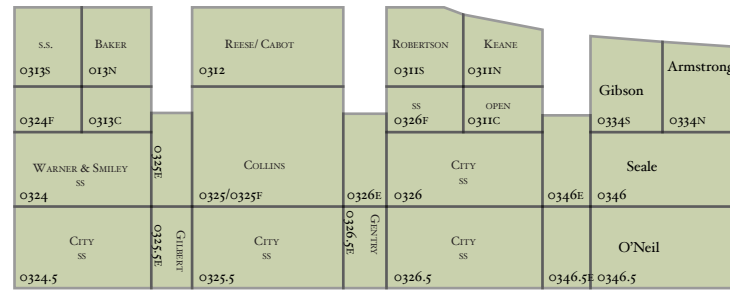 s.s.
0313S
Baker
013N
Reese/ Cabot
0312
Robertson
0311S
Keane
0311N
Gibson
0334S
Armstrong
0334N
0324F
0313C
ss
0326F
open
0311C
Warner & Smiley
ss
0324
0325E
Collins
0325/0325F
0326E
City
ss
0326
0346E
Seale
0346
City
ss
0324.5
0325.5E
Gilbert
City
ss
0325.5
0326.5E
Gentry
City
ss
0326.5
0346.5E
O'Neil
0346.5